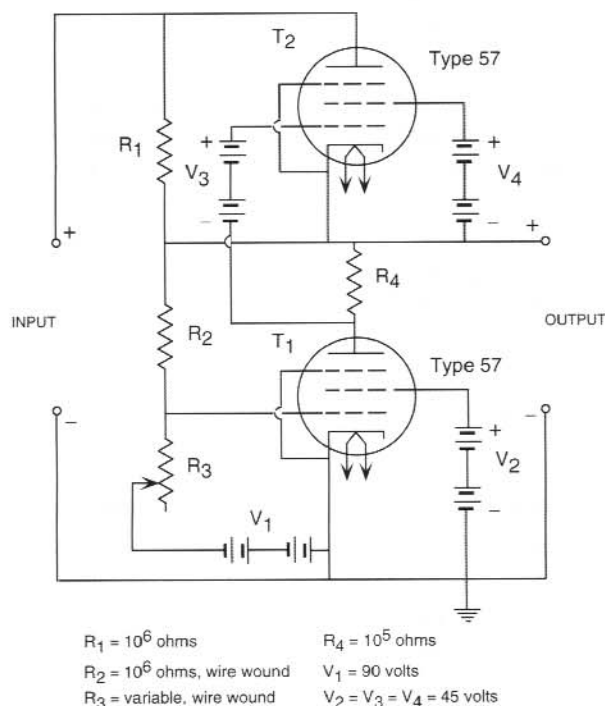 T2
Type 57
R1
+
V3
−
+
V4
−
+
+
R4
INPUT
R2
OUTPUT
T1
Type 57
−
−
R3
+
V2
−
V1
R1 = 10^6 ohms
R4 = 10^5 ohms
R2 = 10^6 ohms, wire wound
V1 = 90 volts
R3 = variable, wire wound
V2 = V3 = V4 = 45 volts